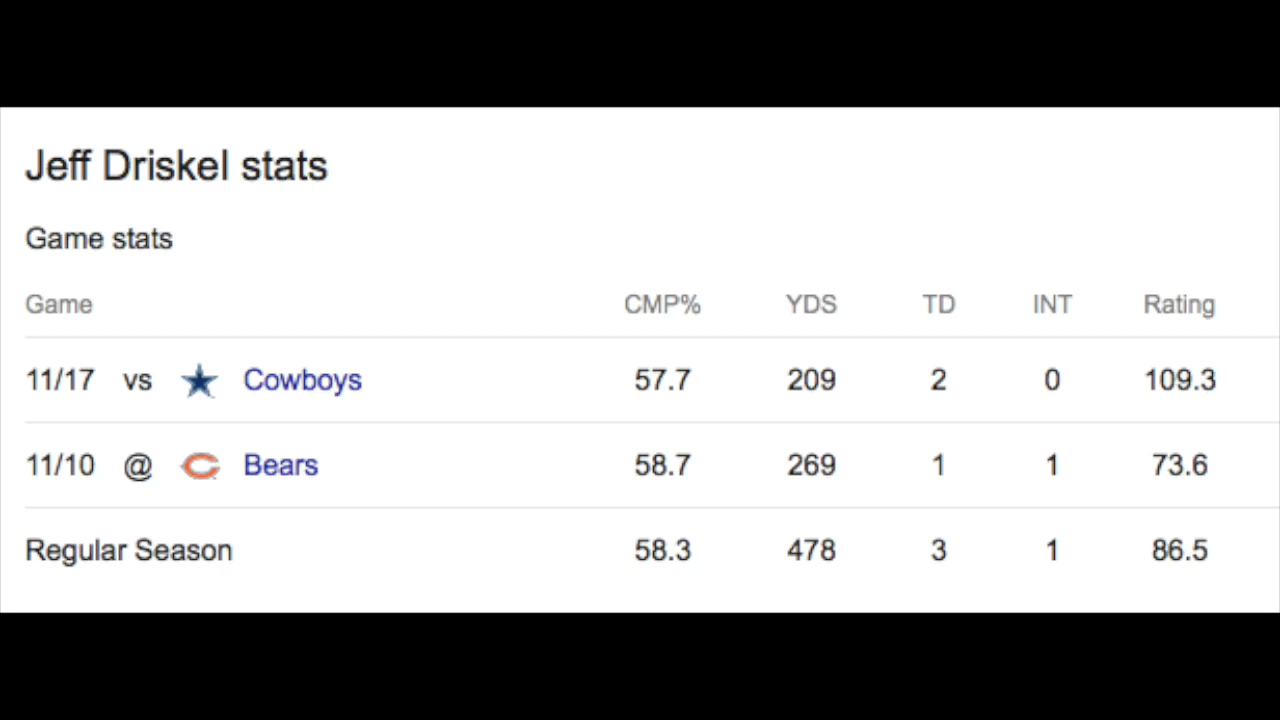 Jeff Driskel stats
Game stats
Game CMP% YDS TD INT Rating
11/17 vs Cowboys 57.7 209 2 0 109.3
11/10 @ Bears 58.7 269 1 1 73.6
Regular Season 58.3 478 3 1 86.5